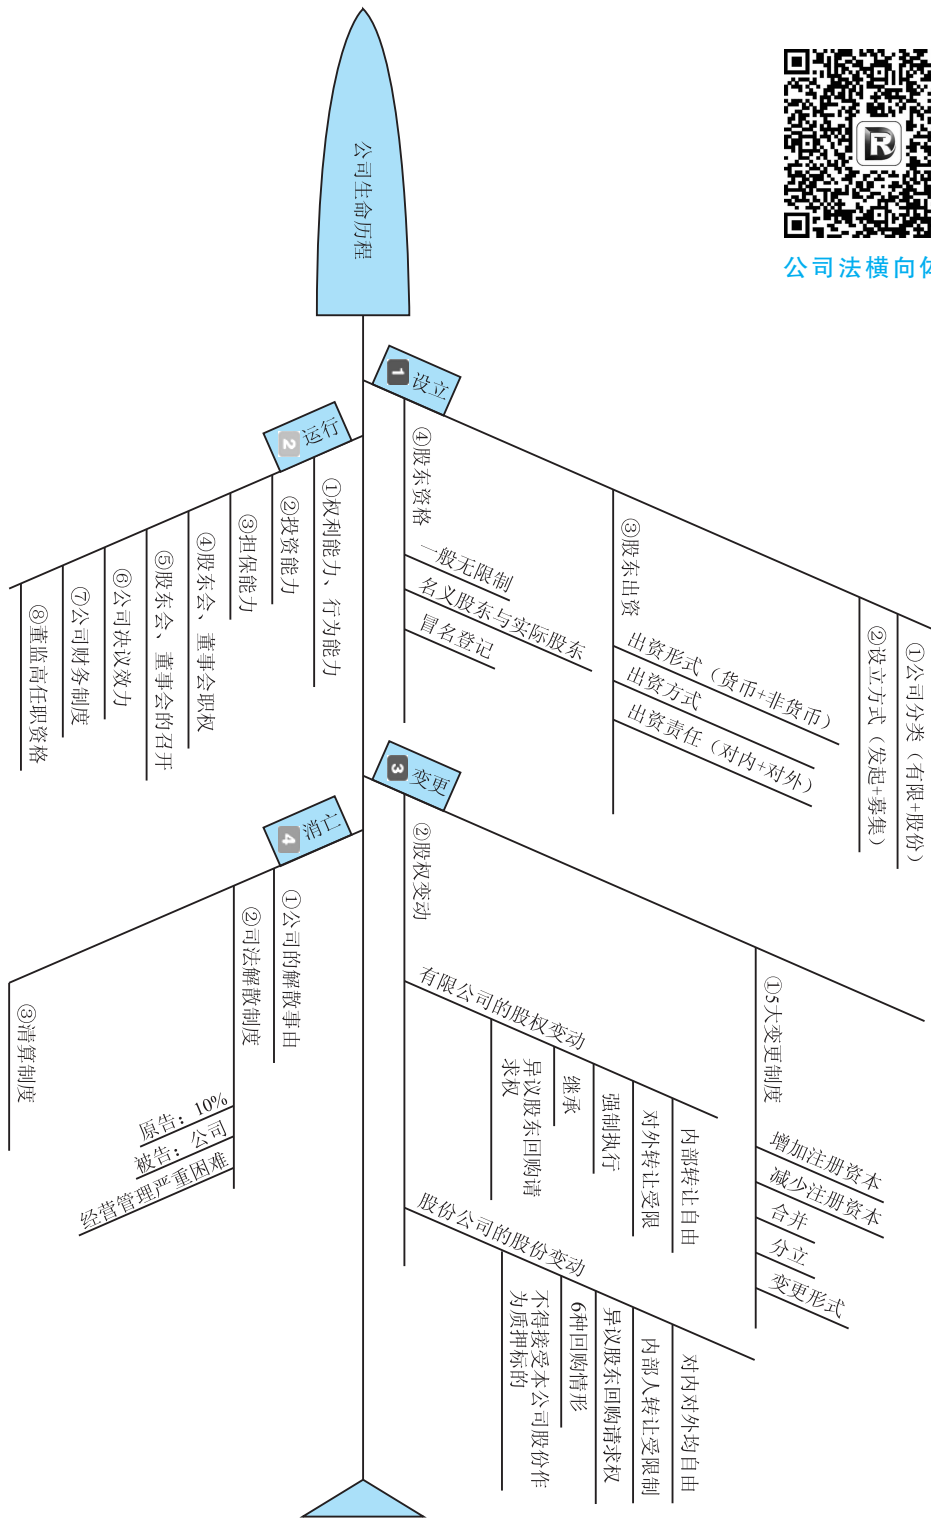 公司法横向体
公司生命历程
1 设立
①公司分类（有限+股份）
②设立方式（发起+募集）
③股东出资
出资形式（货币+非货币）
出资方式
出资责任（对内+对外）
④股东资格
一般无限制
名义股东与实际股东
冒名登记
2 运行
①权利能力、行为能力
②投资能力
③担保能力
④股东会、董事会职权
⑤股东会、董事会的召开
⑥公司决议效力
⑦公司财务制度
⑧董监高任职资格
3 变更
①5大变更制度
增加注册资本
减少注册资本
合并
分立
变更形式
②股权变动
有限公司的股权变动
内部转让自由
对外转让受限
强制执行
继承
异议股东回购请
求权
股份公司的股份变动
对内对外均自由
内部人转让受限制
异议股东回购请求权
6种回购情形
不得接受本公司股份作
为质押标的
4 消亡
①公司的解散事由
②司法解散制度
原告：10%
被告：公司
经营管理严重困难
③清算制度